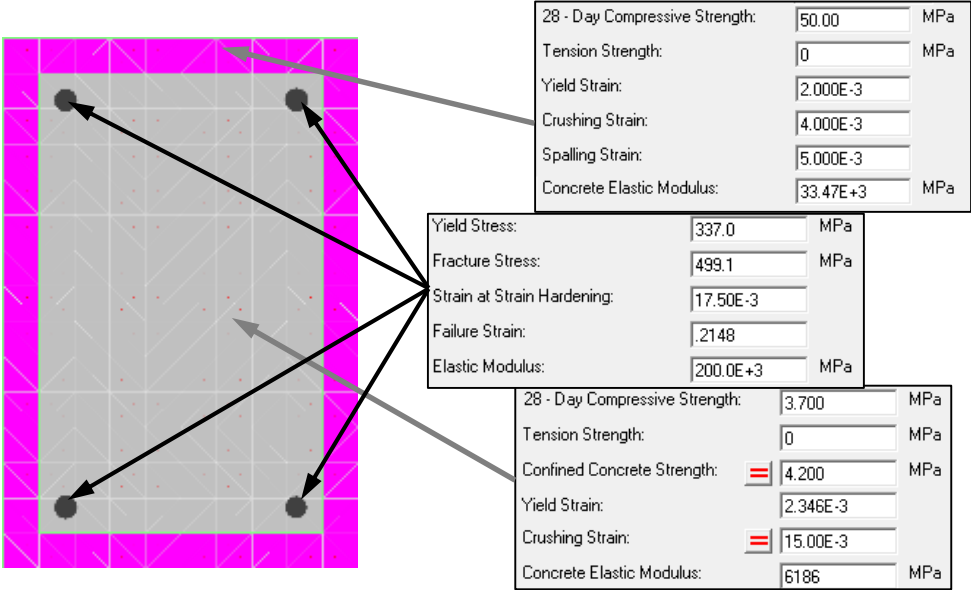 28 - Day Compressive Strength: 50.00 MPa
Tension Strength: 0 MPa
Yield Strain: 2.000E-3
Crushing Strain: 4.000E-3
Spalling Strain: 5.000E-3
Concrete Elastic Modulus: 33.47E+3 MPa
Yield Stress: 337.0 MPa
Fracture Stress: 499.1 MPa
Strain at Strain Hardening: 17.50E-3
Failure Strain: .2148
Elastic Modulus: 200.0E+3 MPa
28 - Day Compressive Strength: 3.700 MPa
Tension Strength: 0 MPa
Confined Concrete Strength: = 4.200 MPa
Yield Strain: 2.346E-3
Crushing Strain: = 15.00E-3
Concrete Elastic Modulus: 6186 MPa